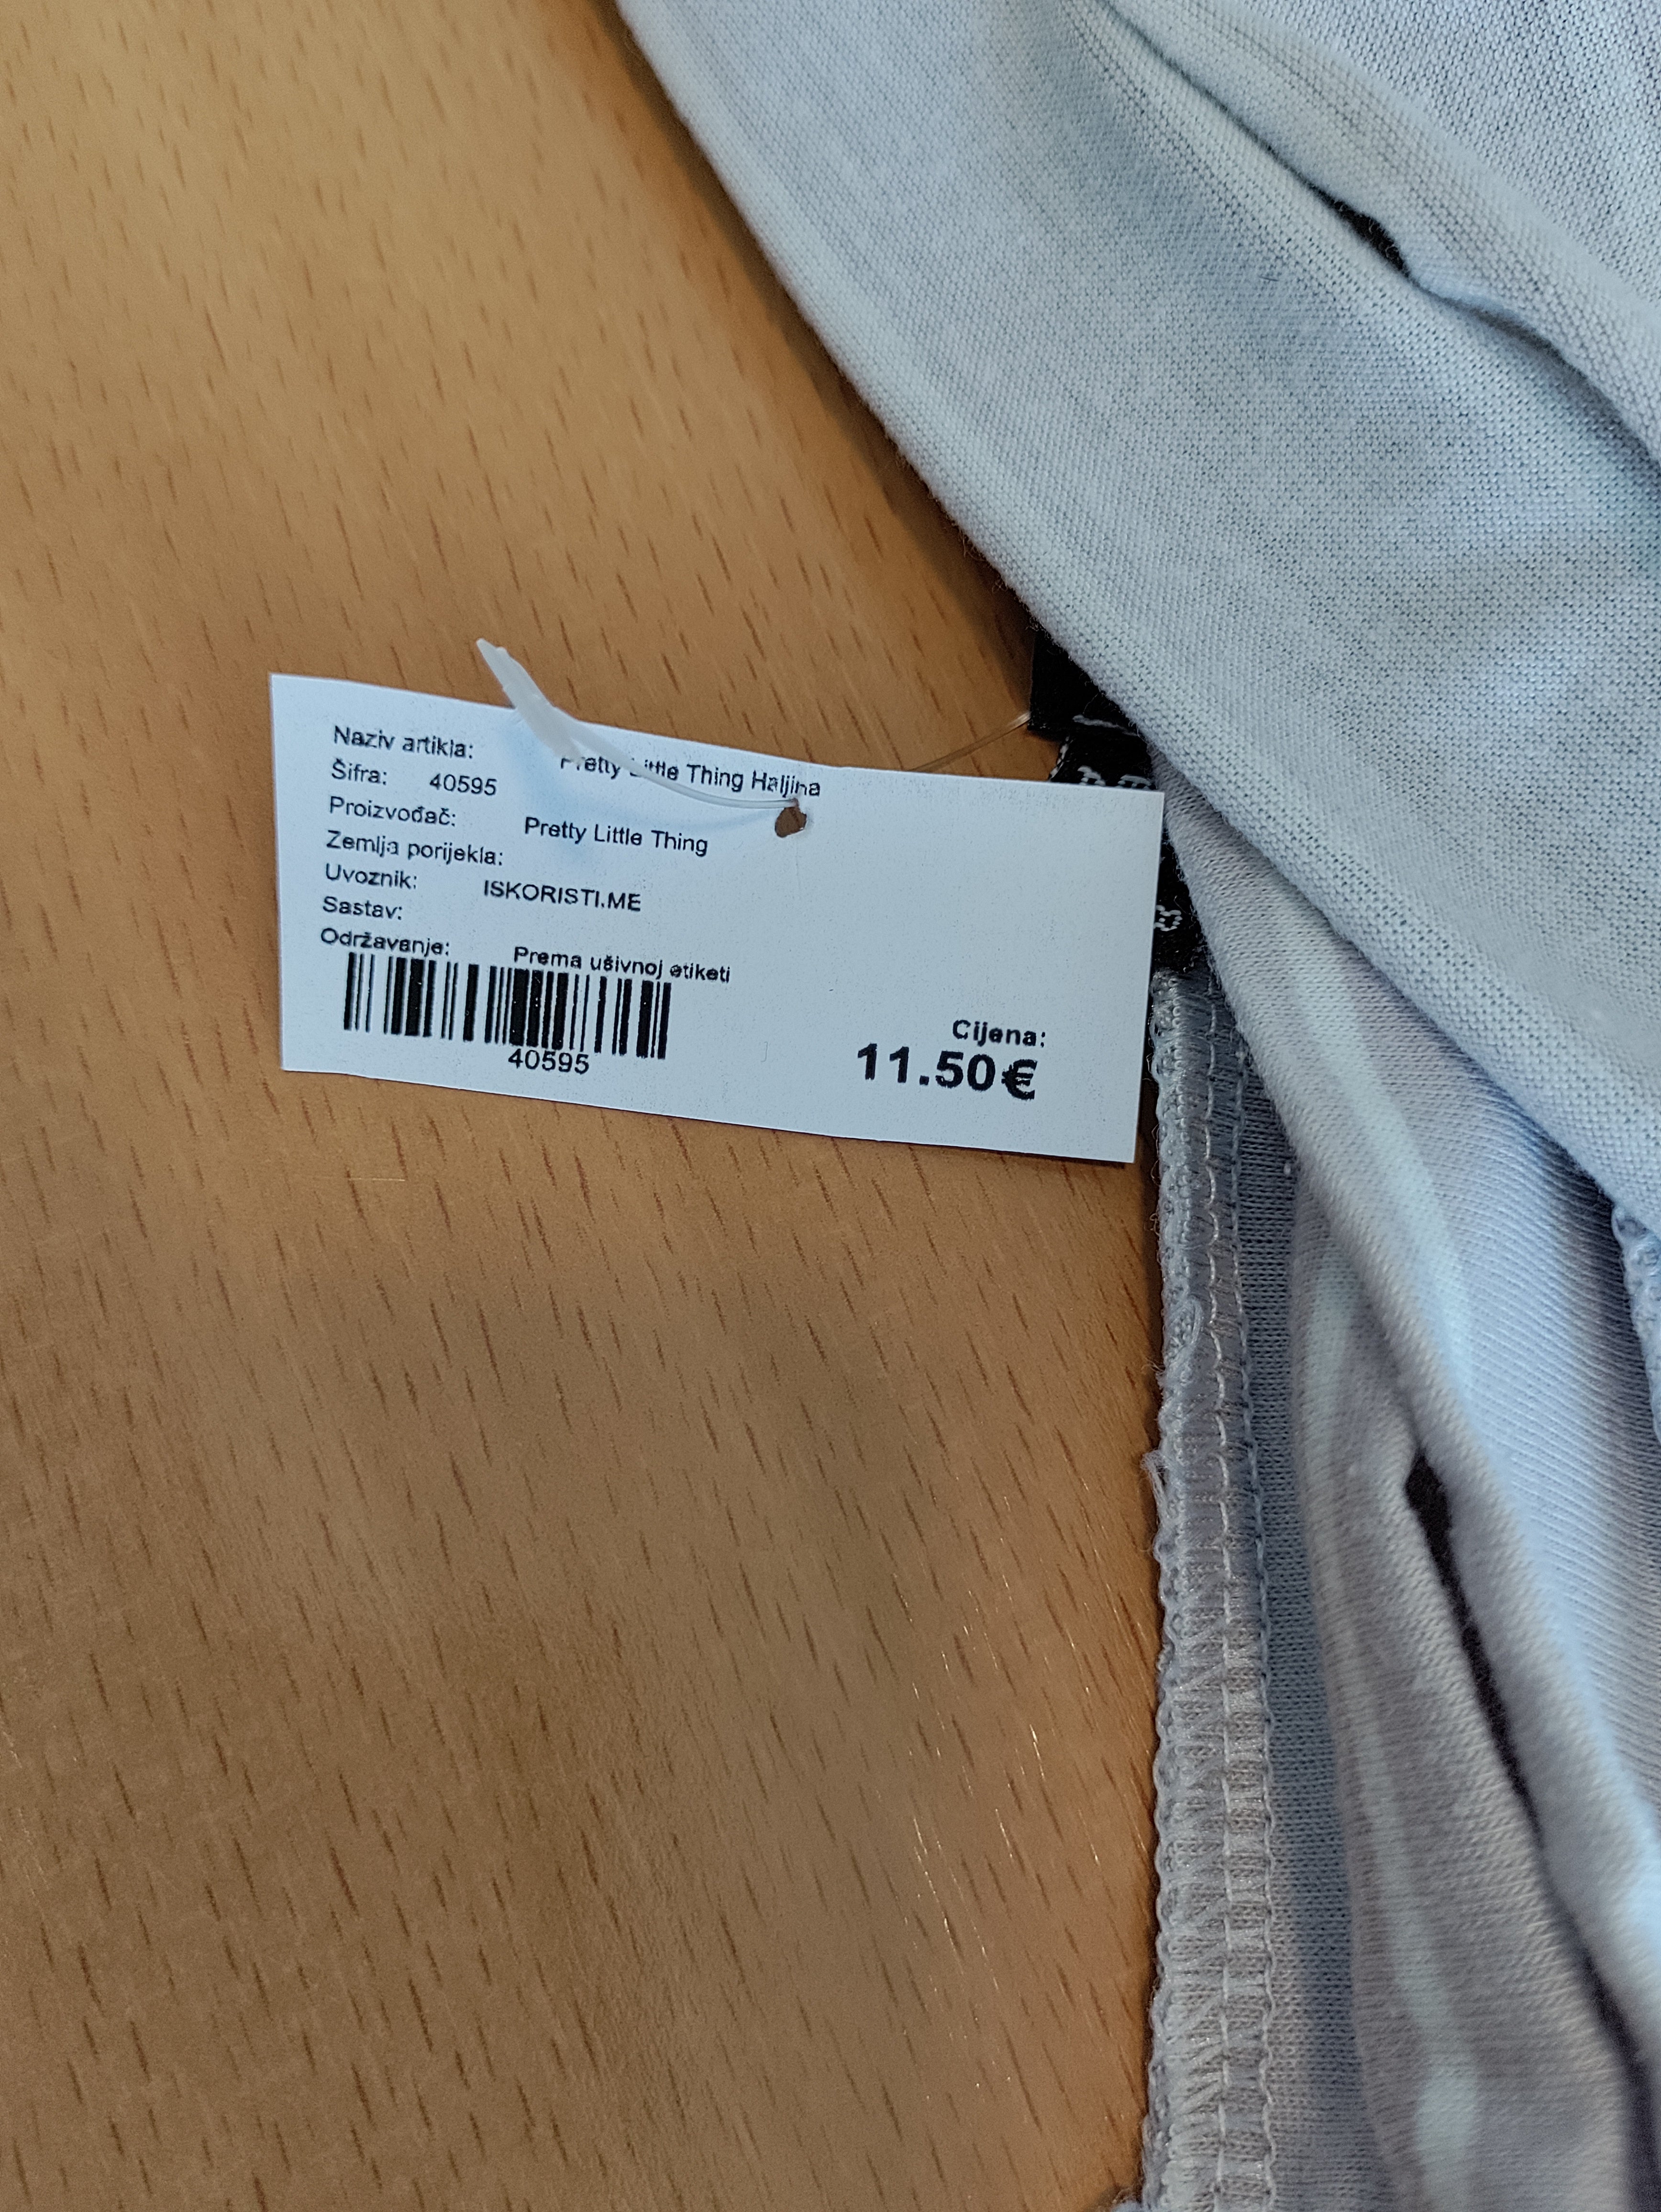 Naziv artikla: Pretty Little Thing Haljina
Šifra: 40595
Proizvođač: Pretty Little Thing
Zemlja porijekla:
Uvoznik: ISKORISTI.ME
Sastav:
Održavanje: Prema ušivnoj etiketi
40595
Cijena:
11.50€